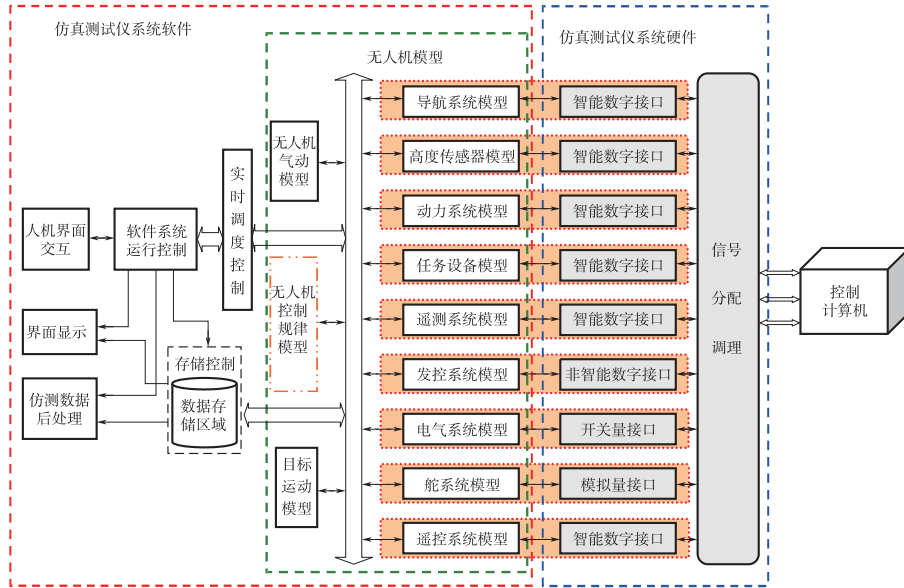 仿真测试仪系统软件
仿真测试仪系统硬件
无人机模型
人机界面
交互
软件系统
运行控制
界面显示
仿测数据
后处理
存储控制
数据存
储区域
实
时
调
度
控
制
无人机
气动
模型
无人机
控制
规律
模型
目标
运动
模型
导航系统模型
智能数字接口
高度传感器模型
智能数字接口
动力系统模型
智能数字接口
任务设备模型
智能数字接口
遥测系统模型
智能数字接口
发控系统模型
非智能数字接口
电气系统模型
开关量接口
舵系统模型
模拟量接口
遥控系统模型
智能数字接口
信号
分配
调理
控制
计算机